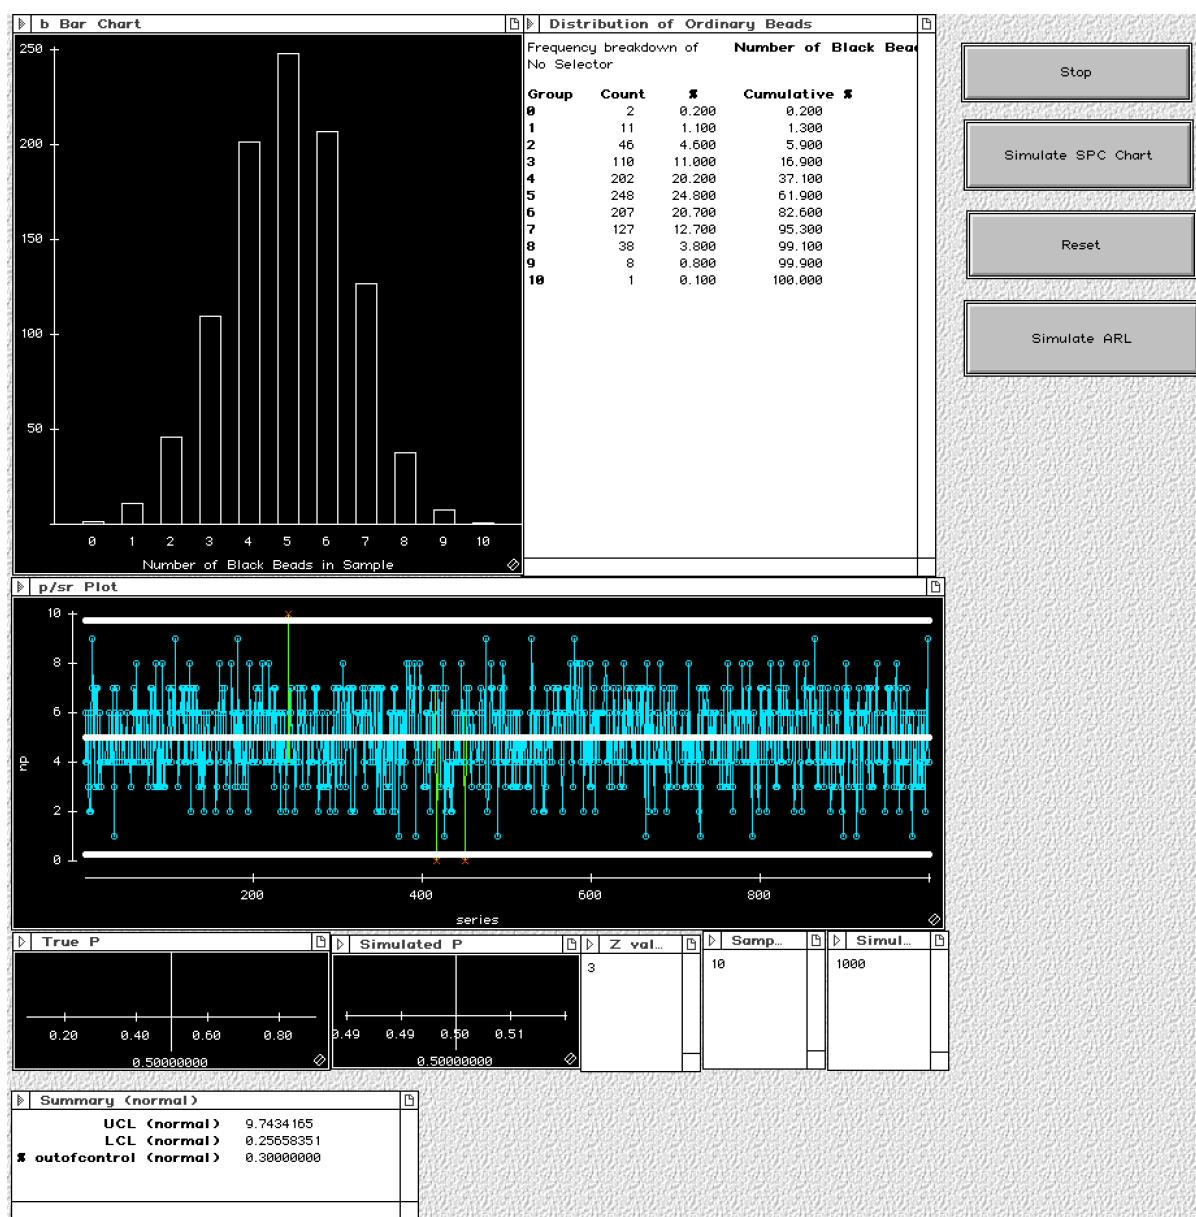 b Bar Chart
250
200
150
100
50
0 1 2 3 4 5 6 7 8 9 10
Number of Black Beads in Sample
Distribution of Ordinary Beads
Frequency breakdown of Number of Black Bea
No Selector
Group Count % Cumulative %
0 2 0.200 0.200
1 11 1.100 1.300
2 46 4.600 5.900
3 110 11.000 16.900
4 202 20.200 37.100
5 248 24.800 61.900
6 207 20.700 82.600
7 127 12.700 95.300
8 38 3.800 99.100
9 8 0.800 99.900
10 1 0.100 100.000
Stop
Simulate SPC Chart
Reset
Simulate ARL
p/sr Plot
10
8
6
4
2
0
np
200 400 600 800
series
True P
0.20 0.40 0.60 0.80
0.50000000
Simulated P
0.49 0.49 0.50 0.51
0.50000000
Z val...
3
Samp...
10
Simul...
1000
Summary (normal)
UCL (normal) 9.7434165
LCL (normal) 0.25658351
% outofcontrol (normal) 0.30000000